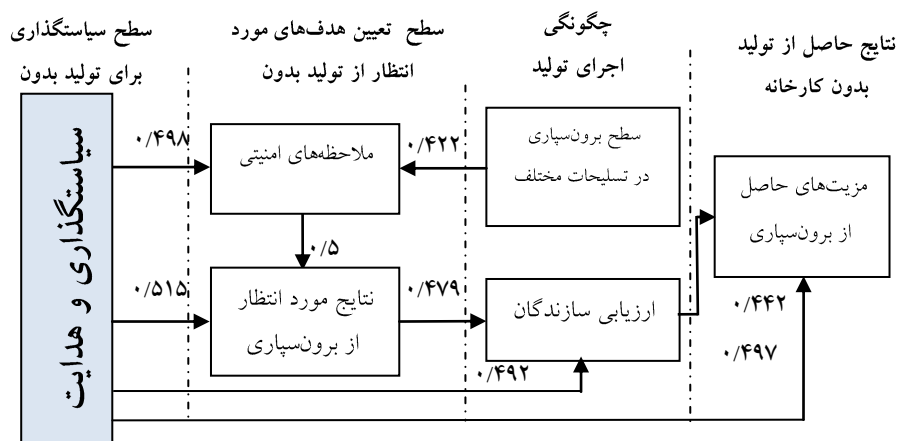 سطح سیاستگذاری
برای تولید بدون
سطح تعیین هدف‌های مورد
انتظار از تولید بدون
چگونگی
اجرای تولید
نتایج حاصل از تولید
بدون کارخانه
سیاستگذاری و هدایت
۰/۴۹۸
ملاحظه‌های امنیتی
۰/۴۲۲
سطح برون‌سپاری
در تسلیحات مختلف
مزیت‌های حاصل
از برون‌سپاری
۰/۵
۰/۵۱۵
نتایج مورد انتظار
از برون‌سپاری
۰/۴۷۹
ارزیابی سازندگان
۰/۴۴۲
۰/۴۹۷
۰/۴۹۲